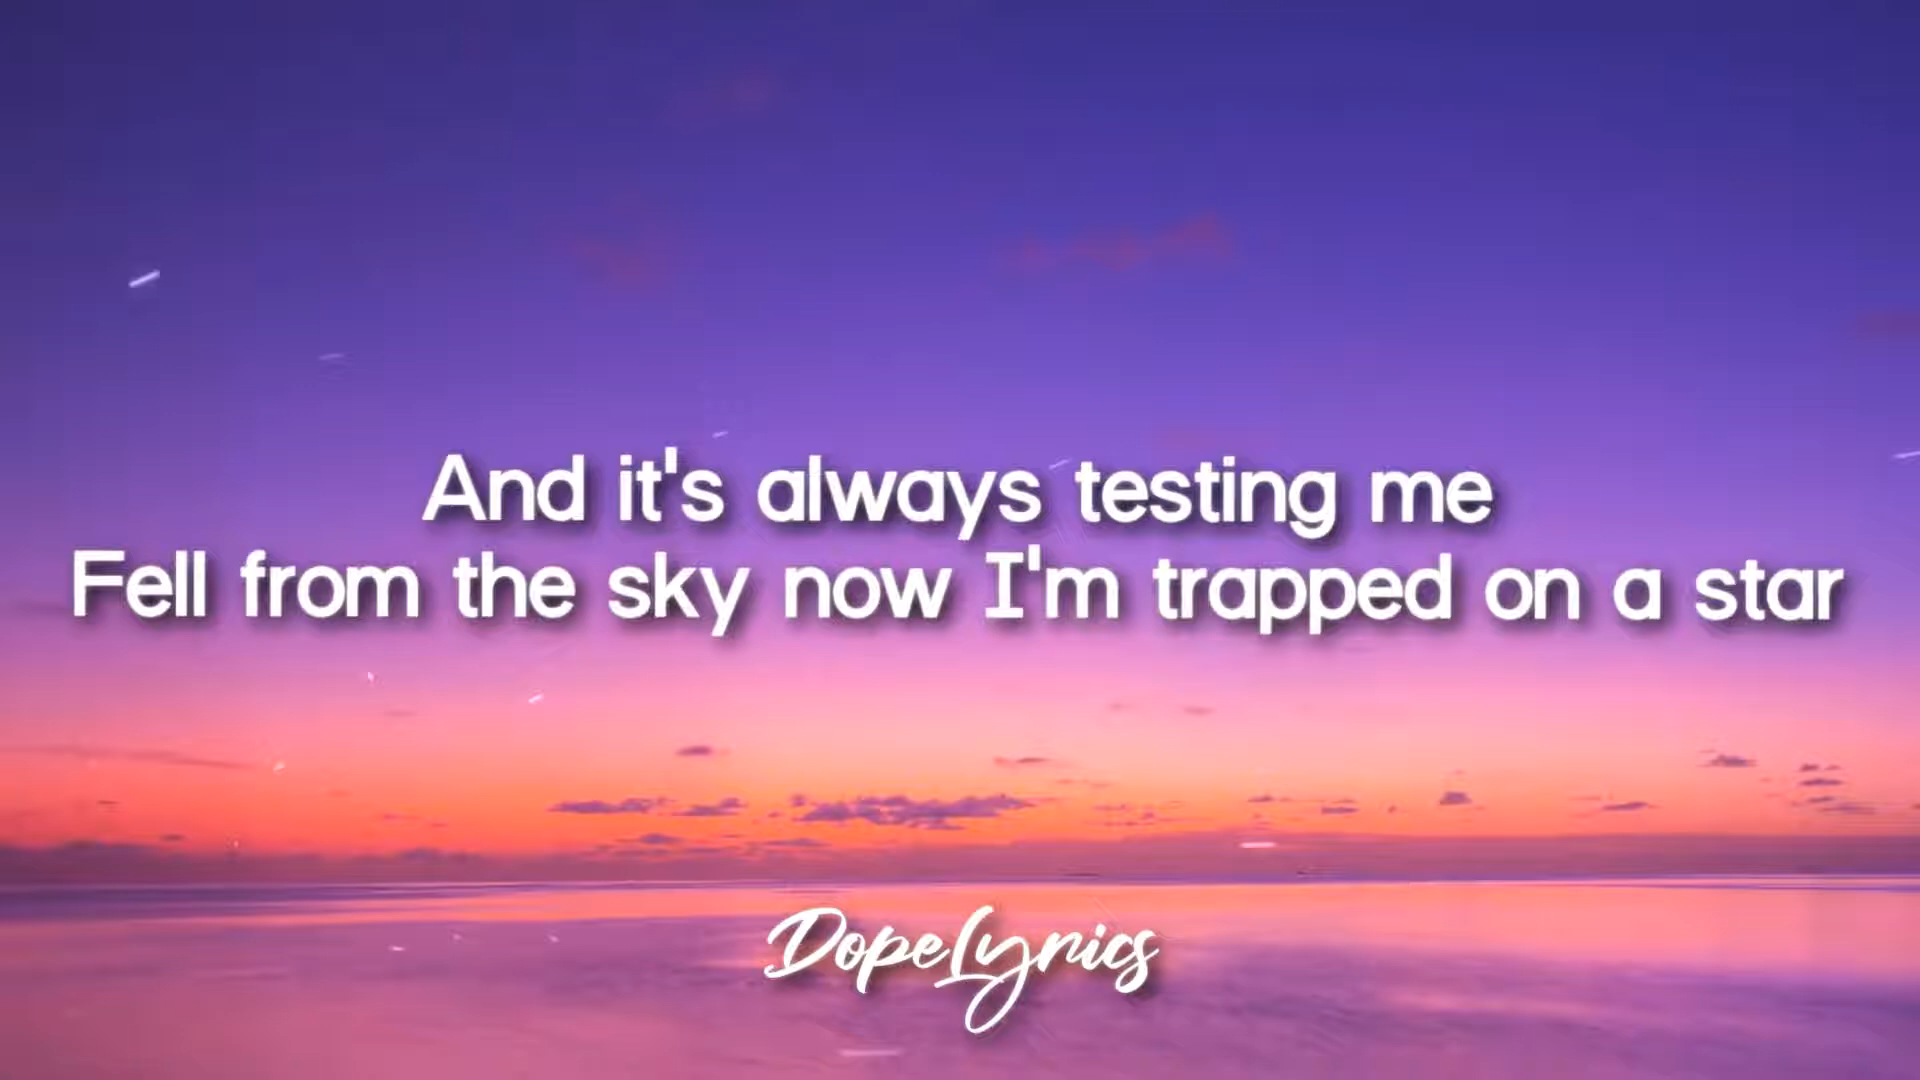 And it's always testing me
Fell from the sky now I'm trapped on a star
DopeLyrics